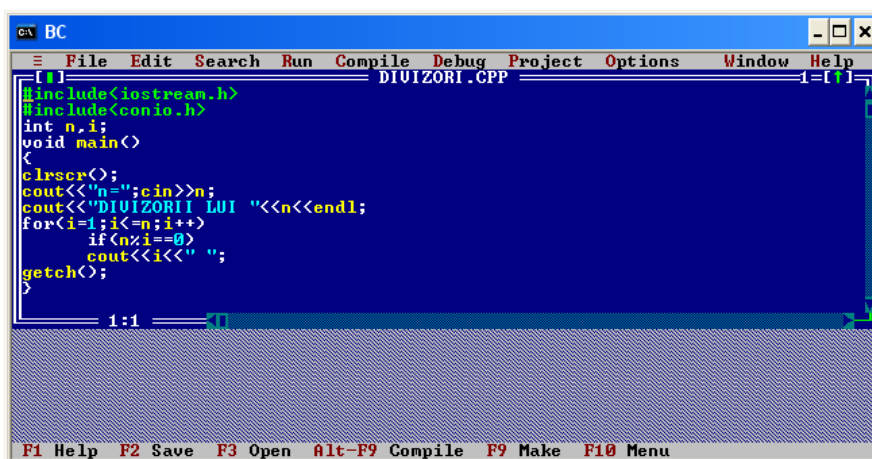 BC
≡ File Edit Search Run Compile Debug Project Options Window Help
[▮] DIVIZORI.CPP 1=[↑]
#include<iostream.h>
#include<conio.h>
int n,i;
void main()
{
clrscr();
cout<<"n=";cin>>n;
cout<<"DIVIZORII LUI "<<n<<endl;
for(i=1;i<=n;i++)
if(n%i==0)
cout<<i<<" ";
getch();
}
1:1
F1 Help F2 Save F3 Open Alt-F9 Compile F9 Make F10 Menu